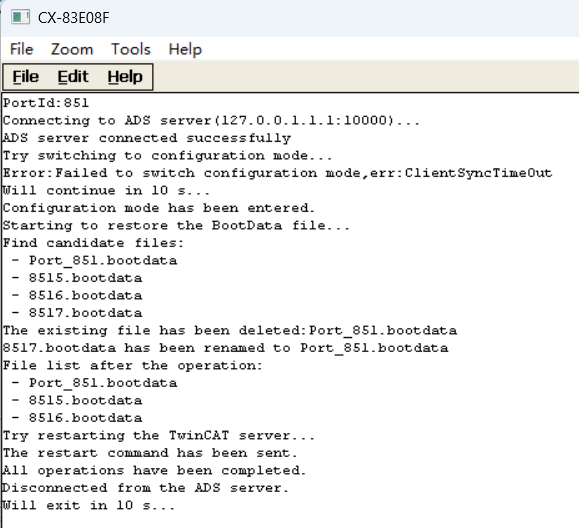 CX-83E08F
File Zoom Tools Help
File Edit Help
PortId:851
Connecting to ADS server(127.0.0.1.1.1:10000)...
ADS server connected successfully
Try switching to configuration mode...
Error:Failed to switch configuration mode,err:ClientSyncTimeOut
Will continue in 10 s...
Configuration mode has been entered.
Starting to restore the BootData file...
Find candidate files:
- Port_851.bootdata
- 8515.bootdata
- 8516.bootdata
- 8517.bootdata
The existing file has been deleted:Port_851.bootdata
8517.bootdata has been renamed to Port_851.bootdata
File list after the operation:
- Port_851.bootdata
- 8515.bootdata
- 8516.bootdata
Try restarting the TwinCAT server...
The restart command has been sent.
All operations have been completed.
Disconnected from the ADS server.
Will exit in 10 s...